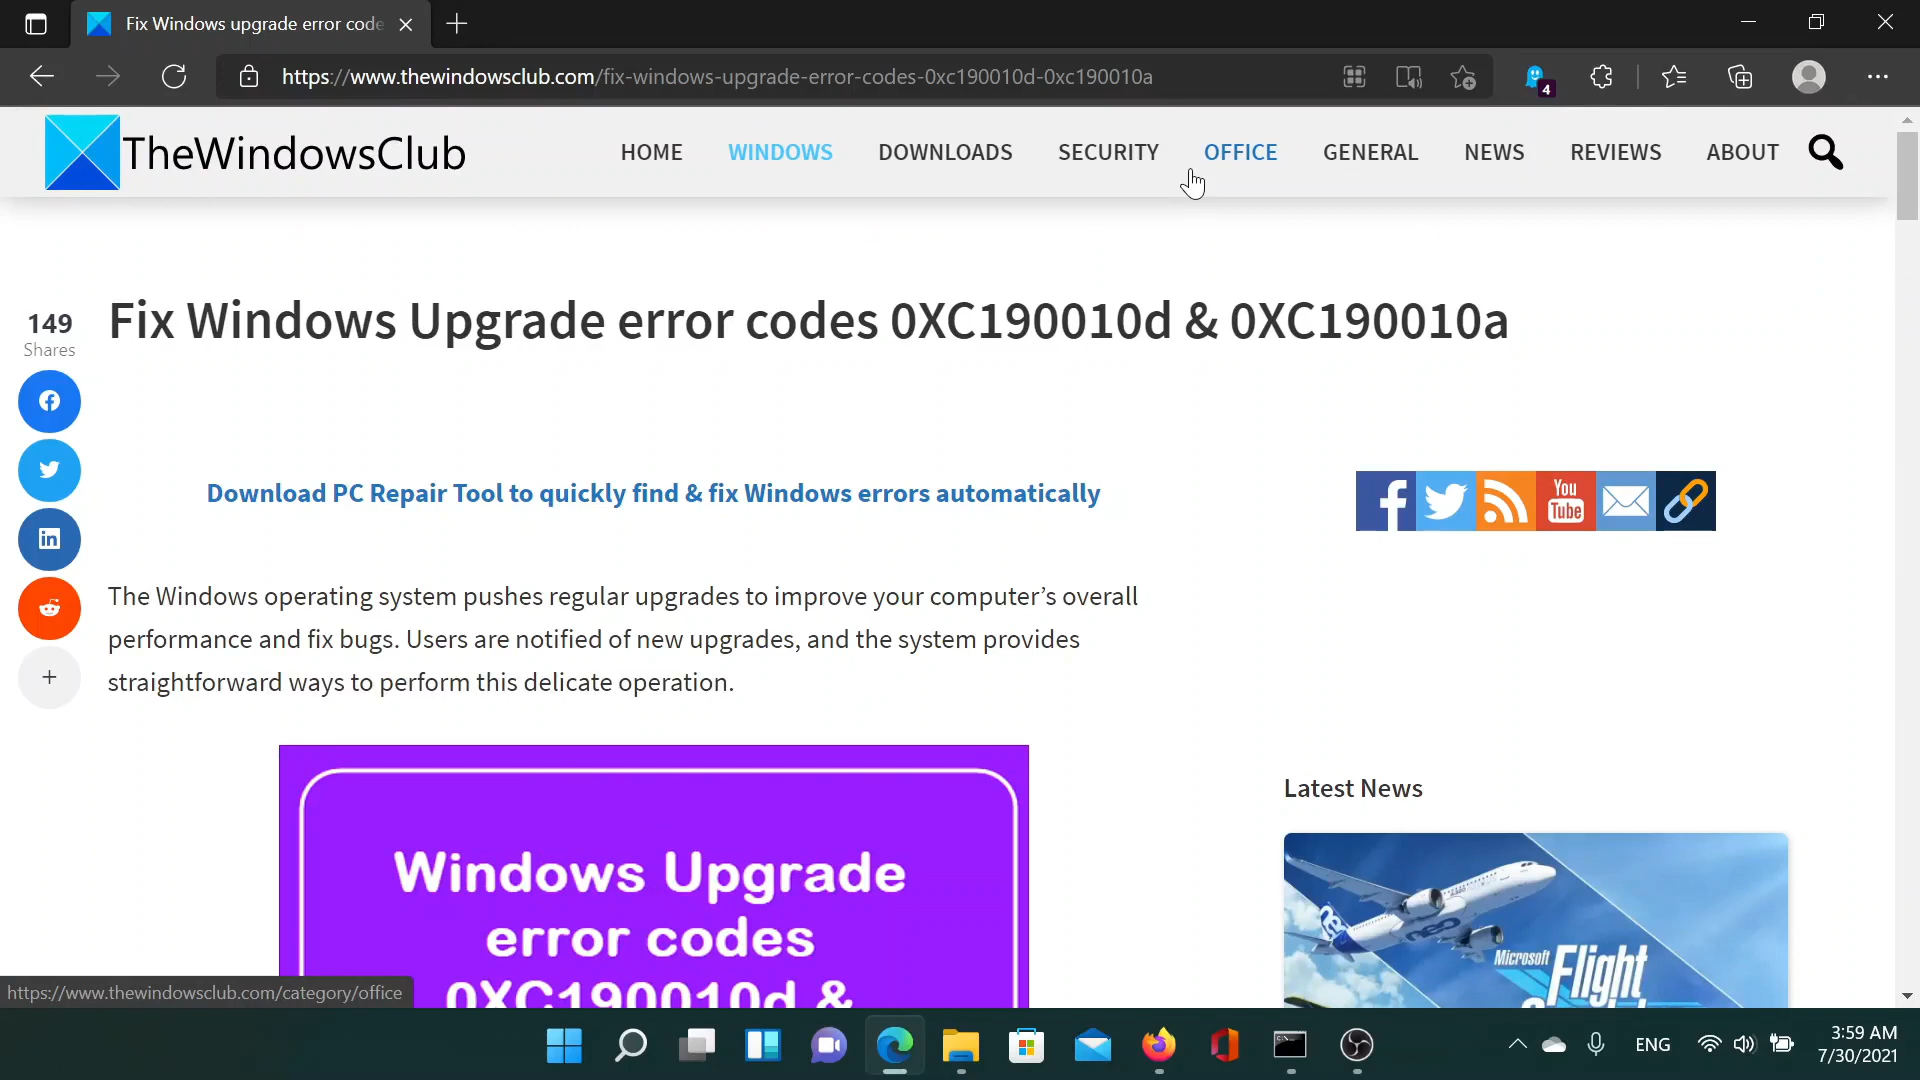 Fix Windows upgrade error code
https://www.thewindowsclub.com/fix-windows-upgrade-error-codes-0xc190010d-0xc190010a
4
TheWindowsClub
HOME WINDOWS DOWNLOADS SECURITY OFFICE GENERAL NEWS REVIEWS ABOUT
149
Shares
Fix Windows Upgrade error codes 0XC190010d & 0XC190010a
Download PC Repair Tool to quickly find & fix Windows errors automatically
You
Tube
The Windows operating system pushes regular upgrades to improve your computer’s overall
performance and fix bugs. Users are notified of new upgrades, and the system provides
straightforward ways to perform this delicate operation.
Windows Upgrade
error codes
0XC190010d &
Latest News
Microsoft
Flight
https://www.thewindowsclub.com/category/office
ENG
3:59 AM
7/30/2021